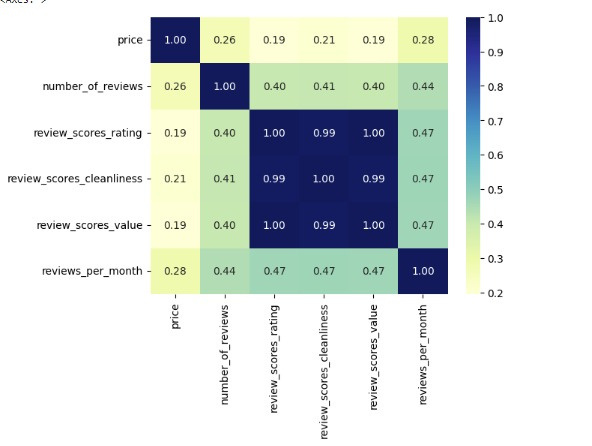 <Axes: >
price 1.00 0.26 0.19 0.21 0.19 0.28
number_of_reviews 0.26 1.00 0.40 0.41 0.40 0.44
review_scores_rating 0.19 0.40 1.00 0.99 1.00 0.47
review_scores_cleanliness 0.21 0.41 0.99 1.00 0.99 0.47
review_scores_value 0.19 0.40 1.00 0.99 1.00 0.47
reviews_per_month 0.28 0.44 0.47 0.47 0.47 1.00
price
number_of_reviews
review_scores_rating
review_scores_cleanliness
review_scores_value
reviews_per_month
1.0
0.9
0.8
0.7
0.6
0.5
0.4
0.3
0.2